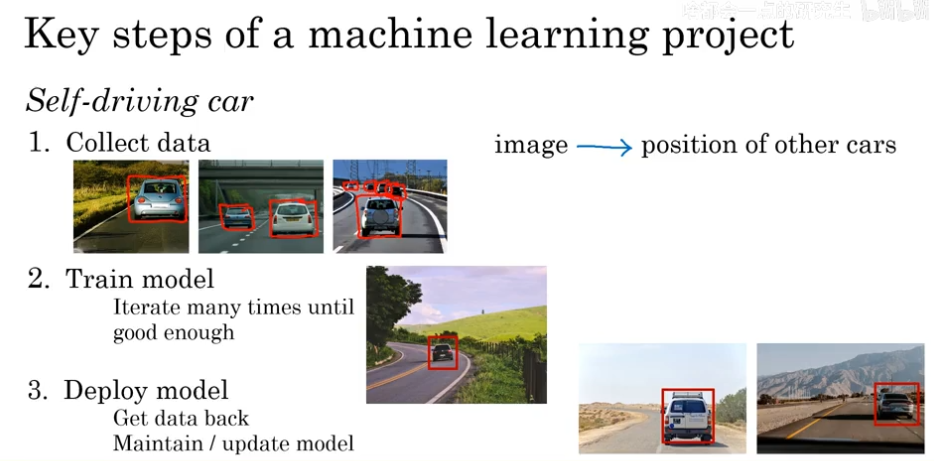 Key steps of a machine learning project
Self-driving car
1. Collect data
image → position of other cars
2. Train model
Iterate many times until
good enough
3. Deploy model
Get data back
Maintain / update model